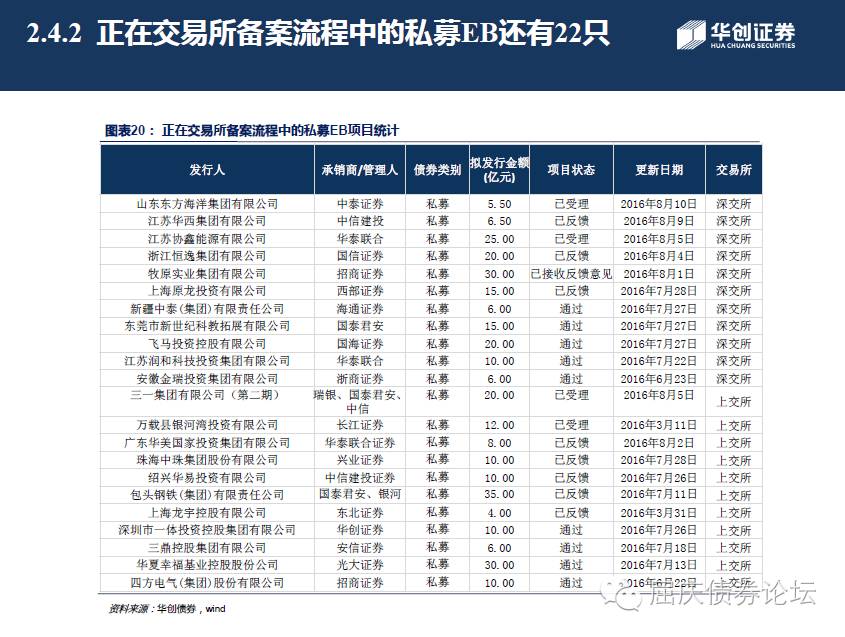 2.4.2 正在交易所备案流程中的私募EB还有22只
华创证券
HUA CHUANG SECURITIES
图表20： 正在交易所备案流程中的私募EB项目统计
发行人 承销商/管理人 债券类别 拟发行金额(亿元) 项目状态 更新日期 交易所
山东东方海洋集团有限公司 中泰证券 私募 5.50 已受理 2016年8月10日 深交所
江苏华西集团有限公司 中信建投 私募 6.50 已反馈 2016年8月9日 深交所
江苏协鑫能源有限公司 华泰联合 私募 25.00 已受理 2016年8月5日 深交所
浙江恒逸集团有限公司 国信证券 私募 20.00 已反馈 2016年8月4日 深交所
牧原实业集团有限公司 招商证券 私募 30.00 已接收反馈意见 2016年8月1日 深交所
上海原龙投资有限公司 西部证券 私募 15.00 已反馈 2016年7月28日 深交所
新疆中泰(集团)有限责任公司 海通证券 私募 6.00 通过 2016年7月27日 深交所
东莞市新世纪科教拓展有限公司 国泰君安 私募 15.00 通过 2016年7月27日 深交所
飞马投资控股有限公司 国海证券 私募 20.00 通过 2016年7月27日 深交所
江苏润和科技投资集团有限公司 华泰联合 私募 10.00 通过 2016年7月22日 深交所
安徽金瑞投资集团有限公司 浙商证券 私募 6.00 通过 2016年6月23日 深交所
三一集团有限公司（第二期） 瑞银、国泰君安、中信 私募 20.00 已受理 2016年8月5日 上交所
万载县银河湾投资有限公司 长江证券 私募 12.00 已受理 2016年3月11日 上交所
广东华美国家投资集团有限公司 华泰联合证券 私募 8.00 已反馈 2016年8月2日 上交所
珠海中珠集团股份有限公司 兴业证券 私募 10.00 已反馈 2016年7月28日 上交所
绍兴华易投资有限公司 中信建投证券 私募 10.00 已反馈 2016年7月26日 上交所
包头钢铁(集团)有限责任公司 国泰君安、银河 私募 35.00 已反馈 2016年7月11日 上交所
上海龙宇控股有限公司 东北证券 私募 4.00 已反馈 2016年3月31日 上交所
深圳市一体投资控股集团有限公司 华创证券 私募 10.00 通过 2016年7月26日 上交所
三鼎控股集团有限公司 安信证券 私募 6.00 通过 2016年7月18日 上交所
华夏幸福基业控股股份公司 光大证券 私募 30.00 通过 2016年7月13日 上交所
四方电气(集团)股份有限公司 招商证券 私募 10.00 通过 2016年6月22日 上交所
资料来源：华创债券，wind
屈庆债券论坛